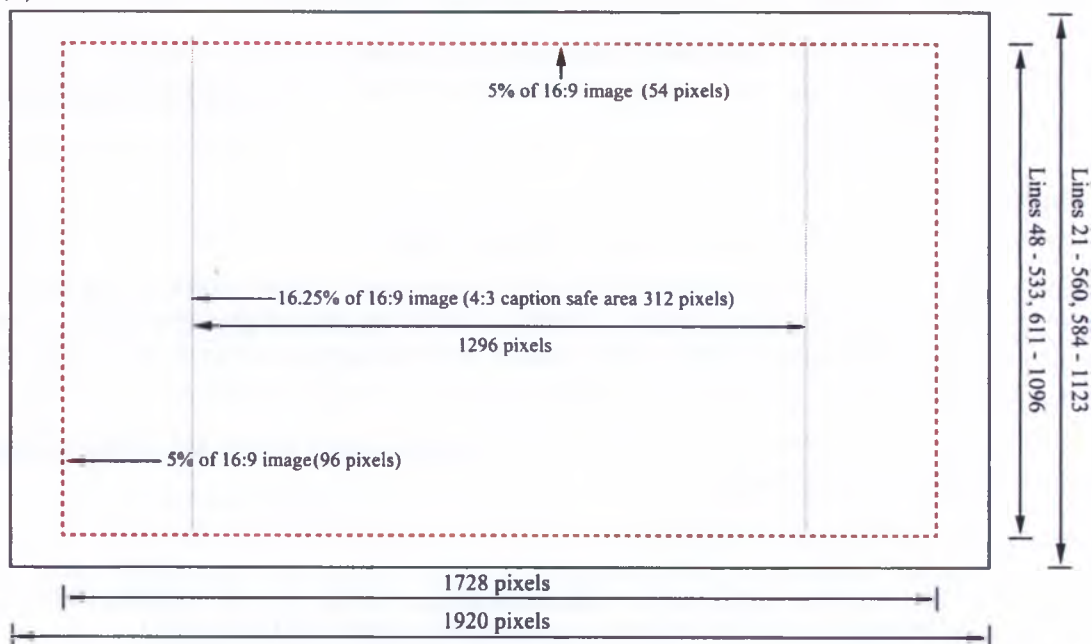 5% of 16:9 image (54 pixels)
16.25% of 16:9 image (4:3 caption safe area 312 pixels)
1296 pixels
5% of 16:9 image(96 pixels)
Lines 48 - 533, 611 - 1096
Lines 21 - 560, 584 - 1123
1728 pixels
1920 pixels